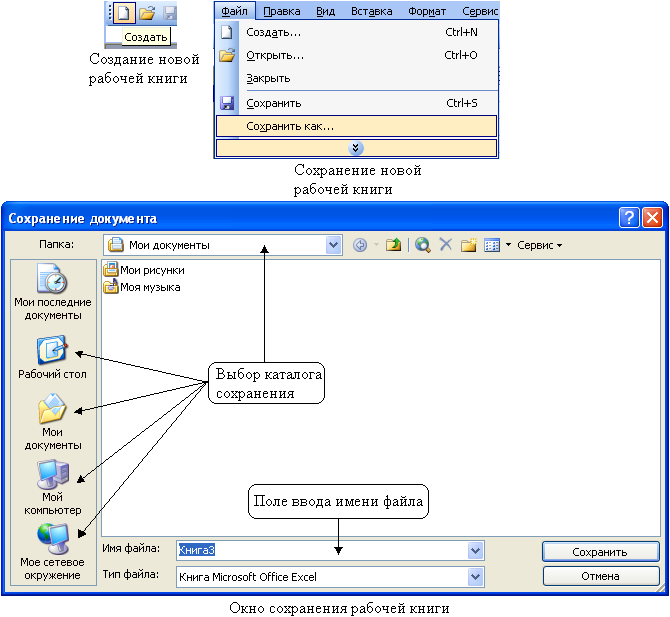 Создать
Создание новой
рабочей книги
Файл Правка Вид Вставка Формат Сервис
Создать... Ctrl+N
Открыть... Ctrl+O
Закрыть
Сохранить Ctrl+S
Сохранить как...
Сохранение новой
рабочей книги
Сохранение документа
Папка: Мои документы Сервис
Мои рисунки
Моя музыка
Мои последние
документы
Рабочий стол
Мои
документы
Мой
компьютер
Мое сетевое
окружение
Выбор каталога
сохранения
Поле ввода имени файла
Имя файла: Книга3 Сохранить
Тип файла: Книга Microsoft Office Excel Отмена
Окно сохранения рабочей книги